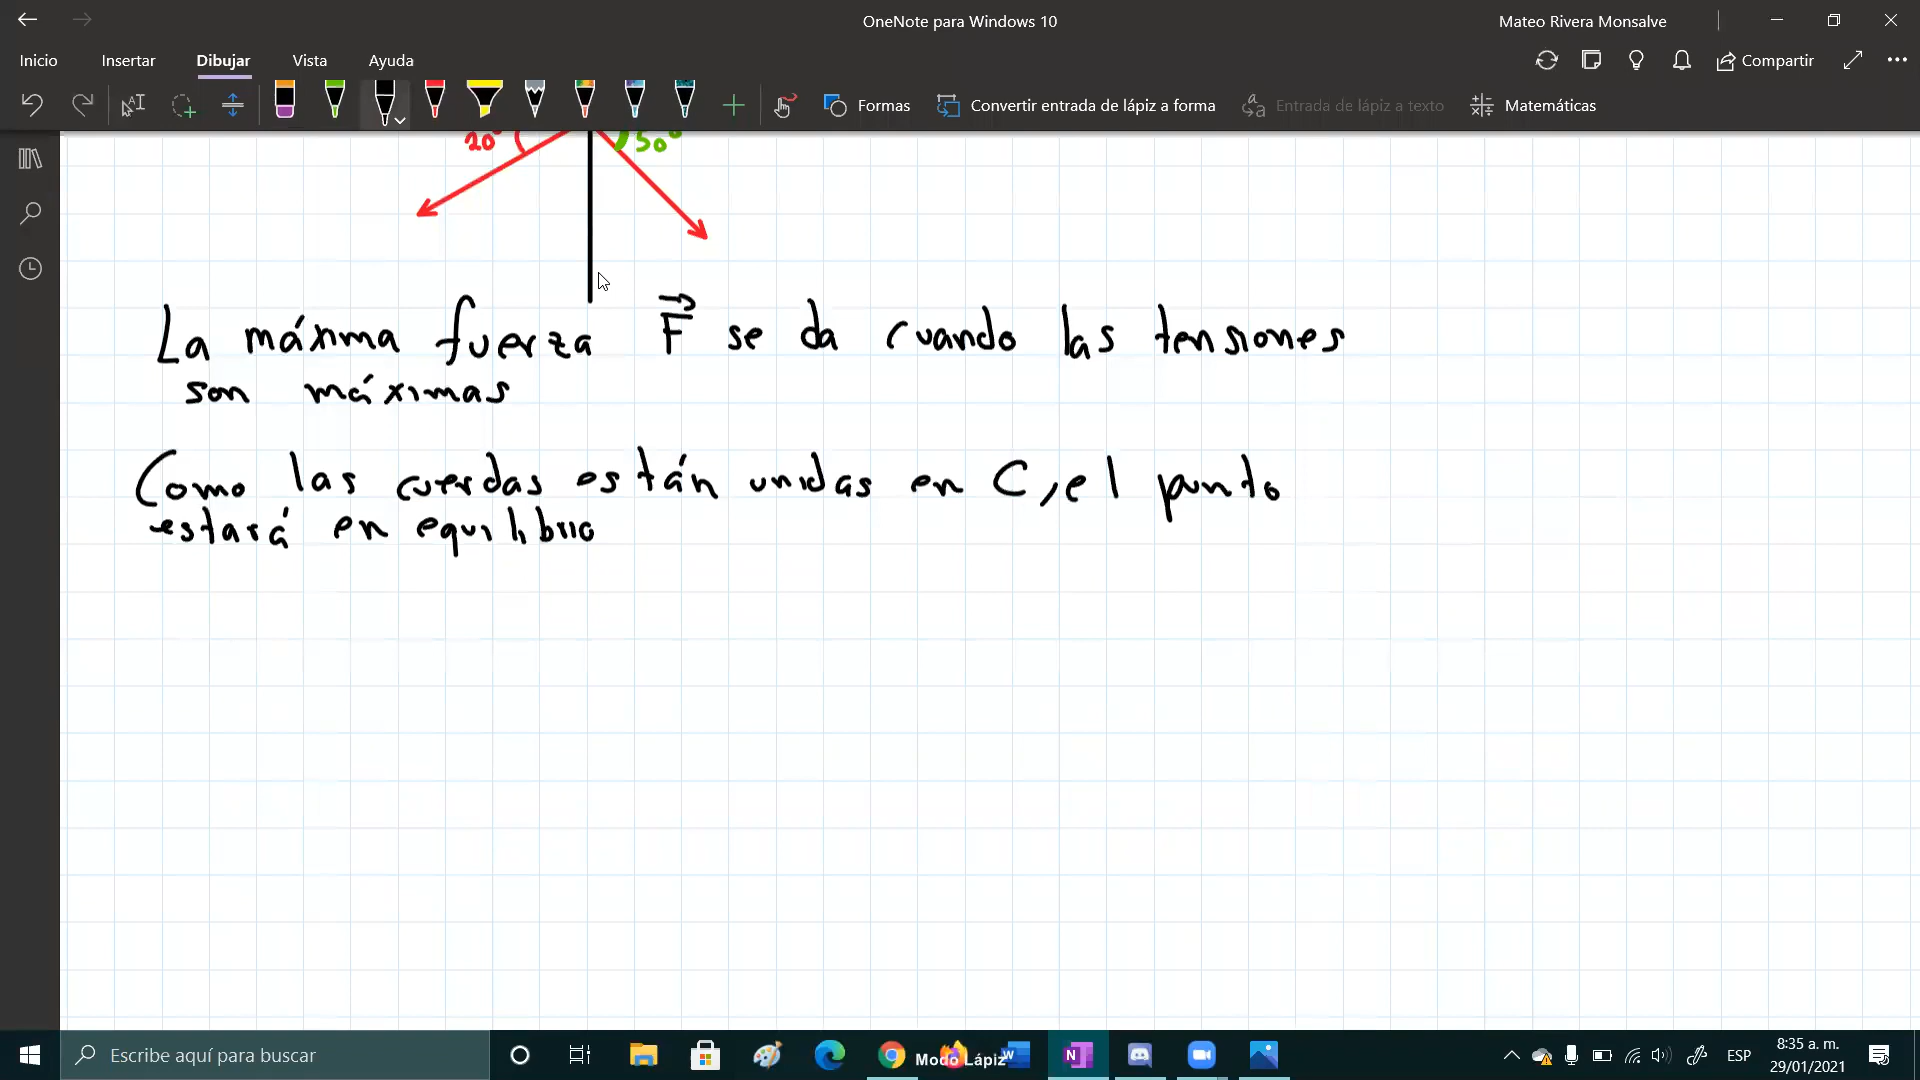 OneNote para Windows 10
Mateo Rivera Monsalve
Inicio Insertar Dibujar Vista Ayuda
Compartir
Formas Convertir entrada de lápiz a forma Entrada de lápiz a texto Matemáticas
20° 50°
La máxima fuerza F se da cuando las tensiones
son máximas
Como las cuerdas están unidas en C, el punto
estará en equilibrio
Escribe aquí para buscar
Modo Lápiz
ESP
8:35 a. m.
29/01/2021